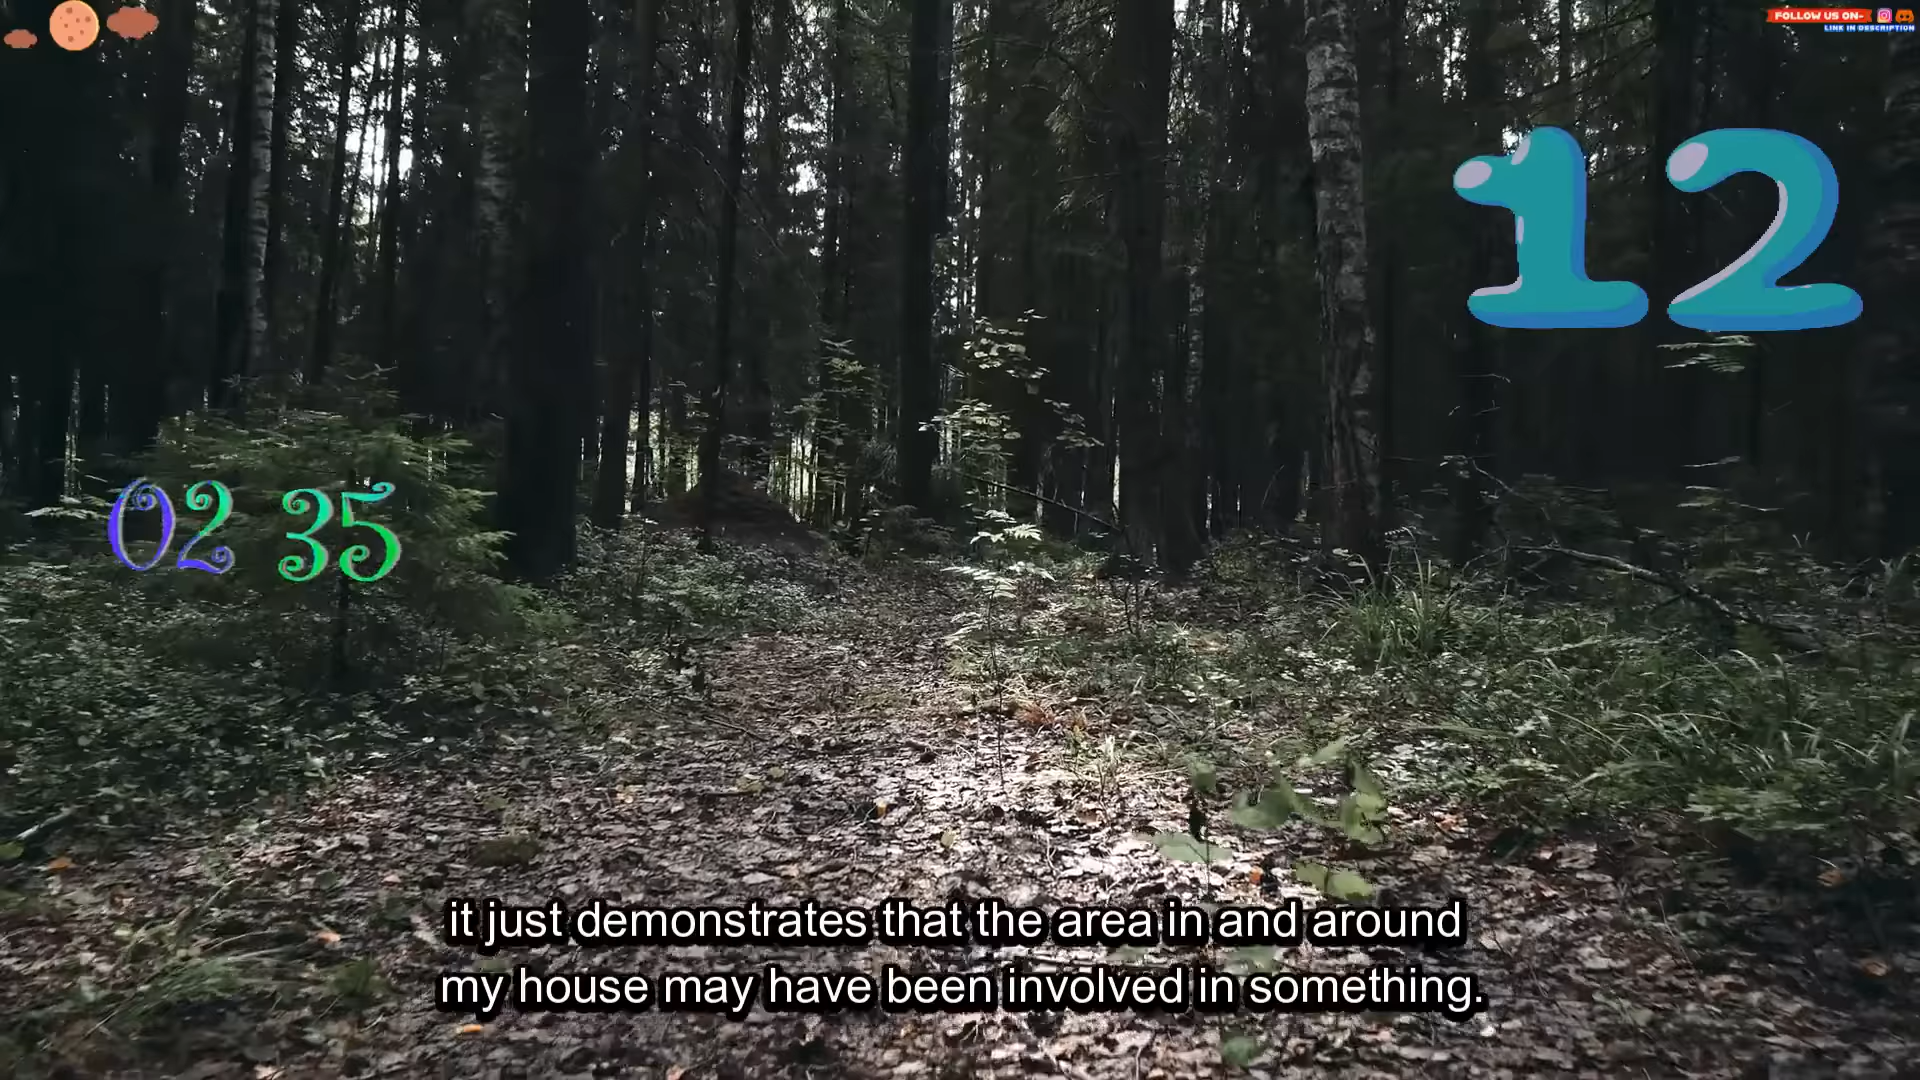 FOLLOW US ON-
LINK IN DESCRIPTION
12
02 35
it just demonstrates that the area in and around
my house may have been involved in something.